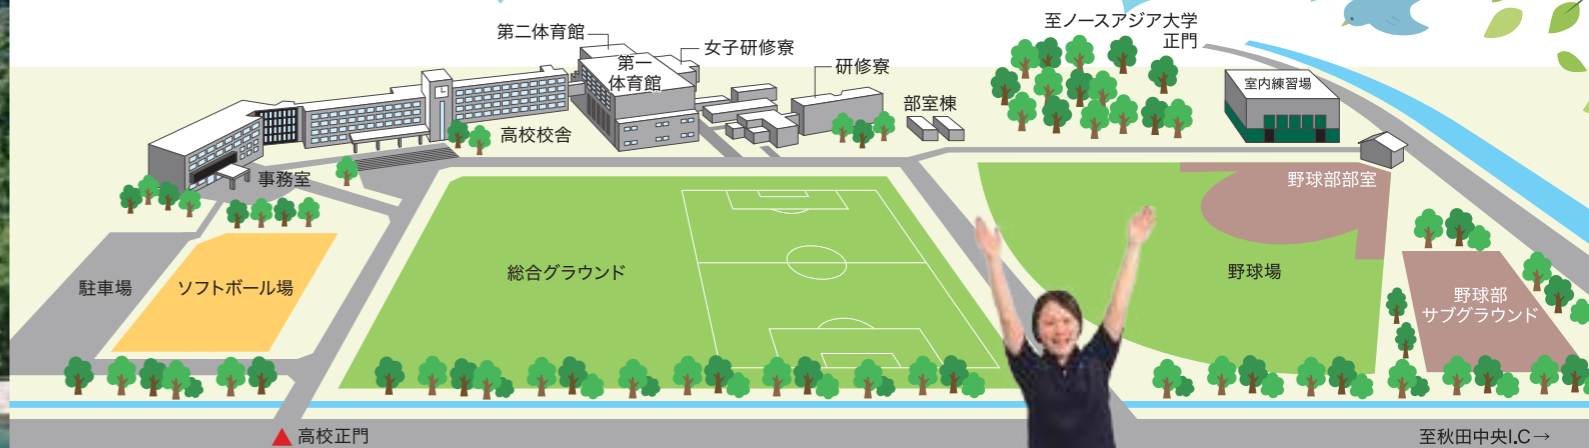 第二体育館
女子研修寮
第一
体育館
研修寮
至ノースアジア大学
正門
室内練習場
部室棟
高校校舎
事務室
野球部部室
駐車場
ソフトボール場
総合グラウンド
野球場
野球部
サブグラウンド
高校正門
至秋田中央I.C→